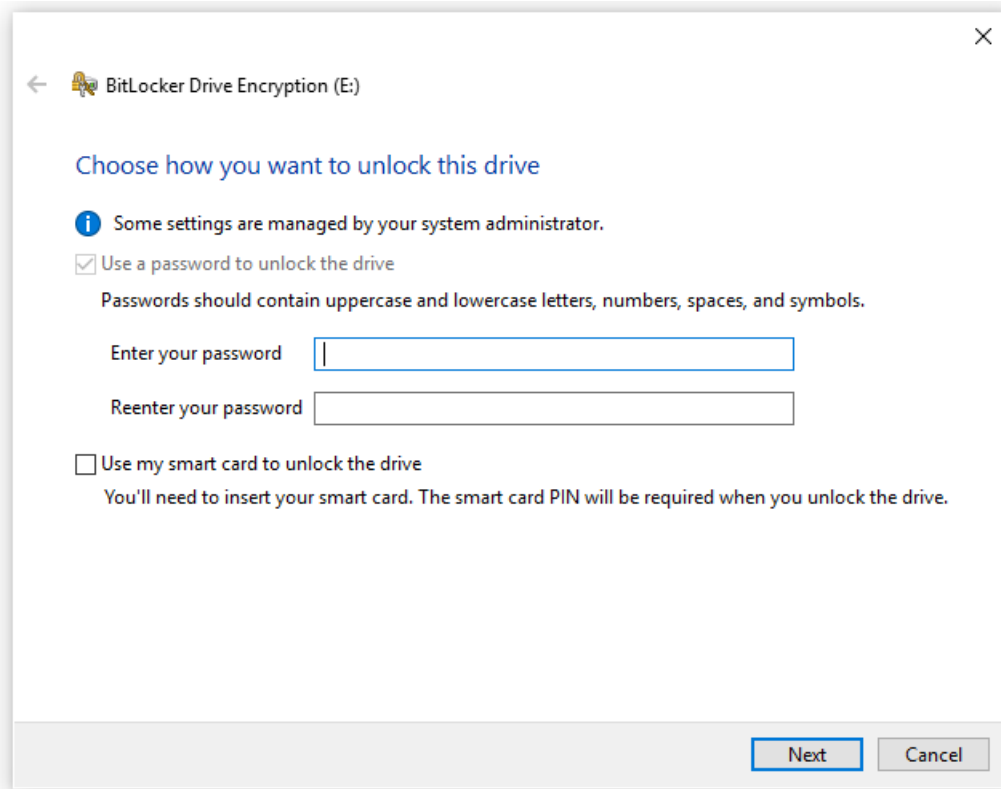 BitLocker Drive Encryption (E:)
Choose how you want to unlock this drive
Some settings are managed by your system administrator.
Use a password to unlock the drive
Passwords should contain uppercase and lowercase letters, numbers, spaces, and symbols.
Enter your password
Reenter your password
Use my smart card to unlock the drive
You'll need to insert your smart card. The smart card PIN will be required when you unlock the drive.
Next Cancel